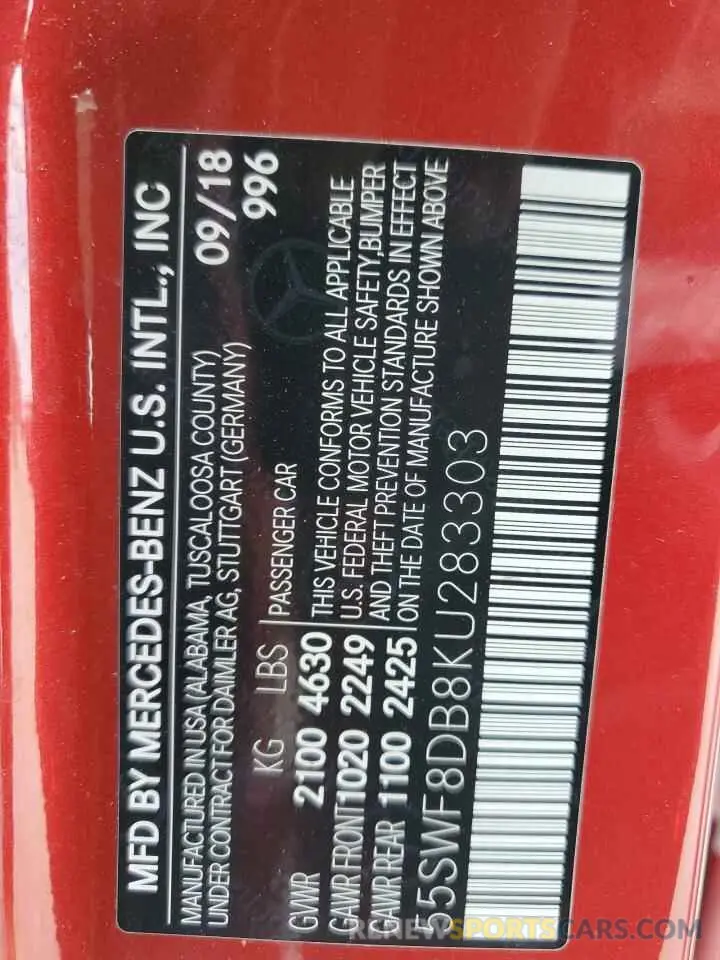 MFD BY MERCEDES-BENZ U.S. INTL., INC
MANUFACTURED IN USA (ALABAMA, TUSCALOOSA COUNTY) 09/18
UNDER CONTRACT FOR DAIMLER AG, STUTTGART (GERMANY) 996
KG LBS PASSENGER CAR
GVWR 2100 4630 THIS VEHICLE CONFORMS TO ALL APPLICABLE
GAWR FRONT 1020 2249 U.S. FEDERAL MOTOR VEHICLE SAFETY, BUMPER
AND THEFT PREVENTION STANDARDS IN EFFECT
GAWR REAR 1100 2425 ON THE DATE OF MANUFACTURE SHOWN ABOVE
55SWF8DB8KU283303
RENEWSPORTSCARS.COM